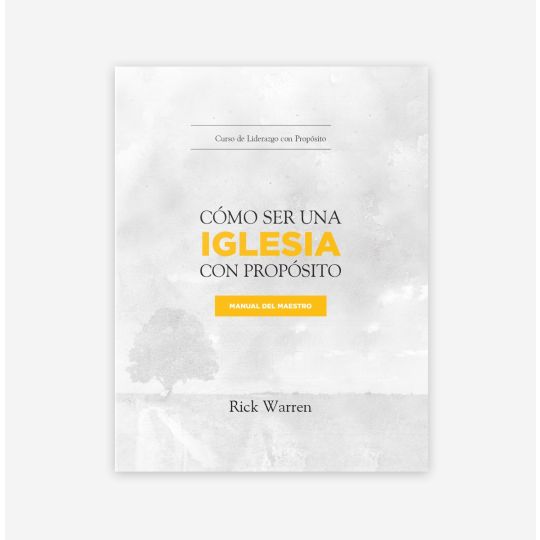 Curso de Liderazgo con Propósito
CÓMO SER UNA
IGLESIA
CON PROPÓSITO
MANUAL DEL MAESTRO
Rick Warren